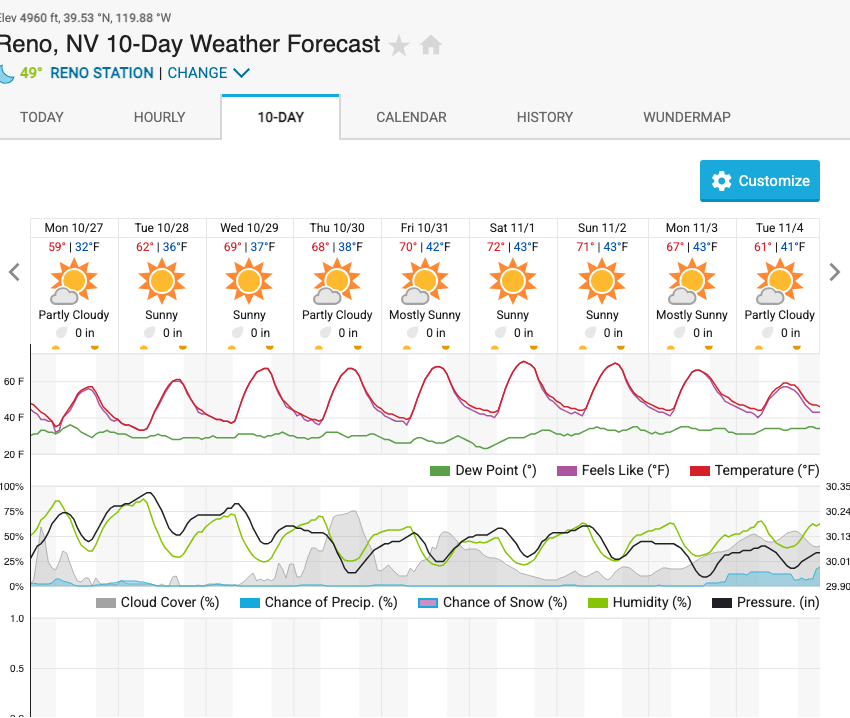 Elev 4960 ft, 39.53 °N, 119.88 °W
Reno, NV 10-Day Weather Forecast
49° RENO STATION | CHANGE
TODAY HOURLY 10-DAY CALENDAR HISTORY WUNDERMAP
Customize
Mon 10/27 Tue 10/28 Wed 10/29 Thu 10/30 Fri 10/31 Sat 11/1 Sun 11/2 Mon 11/3 Tue 11/4
59° | 32°F 62° | 36°F 69° | 37°F 68° | 38°F 70° | 42°F 72° | 43°F 71° | 43°F 67° | 43°F 61° | 41°F
Partly Cloudy Sunny Sunny Partly Cloudy Mostly Sunny Sunny Sunny Mostly Sunny Partly Cloudy
0 in 0 in 0 in 0 in 0 in 0 in 0 in 0 in 0 in
60 F
40 F
20 F
Dew Point (°) Feels Like (°F) Temperature (°F)
100% 30.35
75% 30.24
50% 30.13
25% 30.01
0% 29.90
Cloud Cover (%) Chance of Precip. (%) Chance of Snow (%) Humidity (%) Pressure. (in)
1.0
0.5
0.0